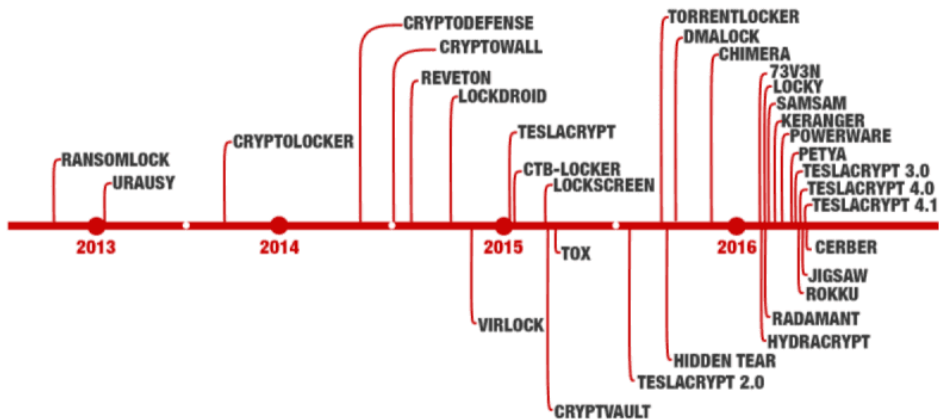 CRYPTODEFENSE
CRYPTOWALL
REVETON
LOCKDROID
CRYPTOLOCKER
RANSOMLOCK
URAUSY
TESLACRYPT
CTB-LOCKER
LOCKSCREEN
TORRENTLOCKER
DMALOCK
CHIMERA
73V3N
LOCKY
SAMSAM
KERANGER
POWERWARE
PETYA
TESLACRYPT 3.0
TESLACRYPT 4.0
TESLACRYPT 4.1
2013
2014
2015
2016
TOX
CERBER
JIGSAW
ROKKU
VIRLOCK
RADAMANT
HYDRACRYPT
HIDDEN TEAR
TESLACRYPT 2.0
CRYPTVAULT